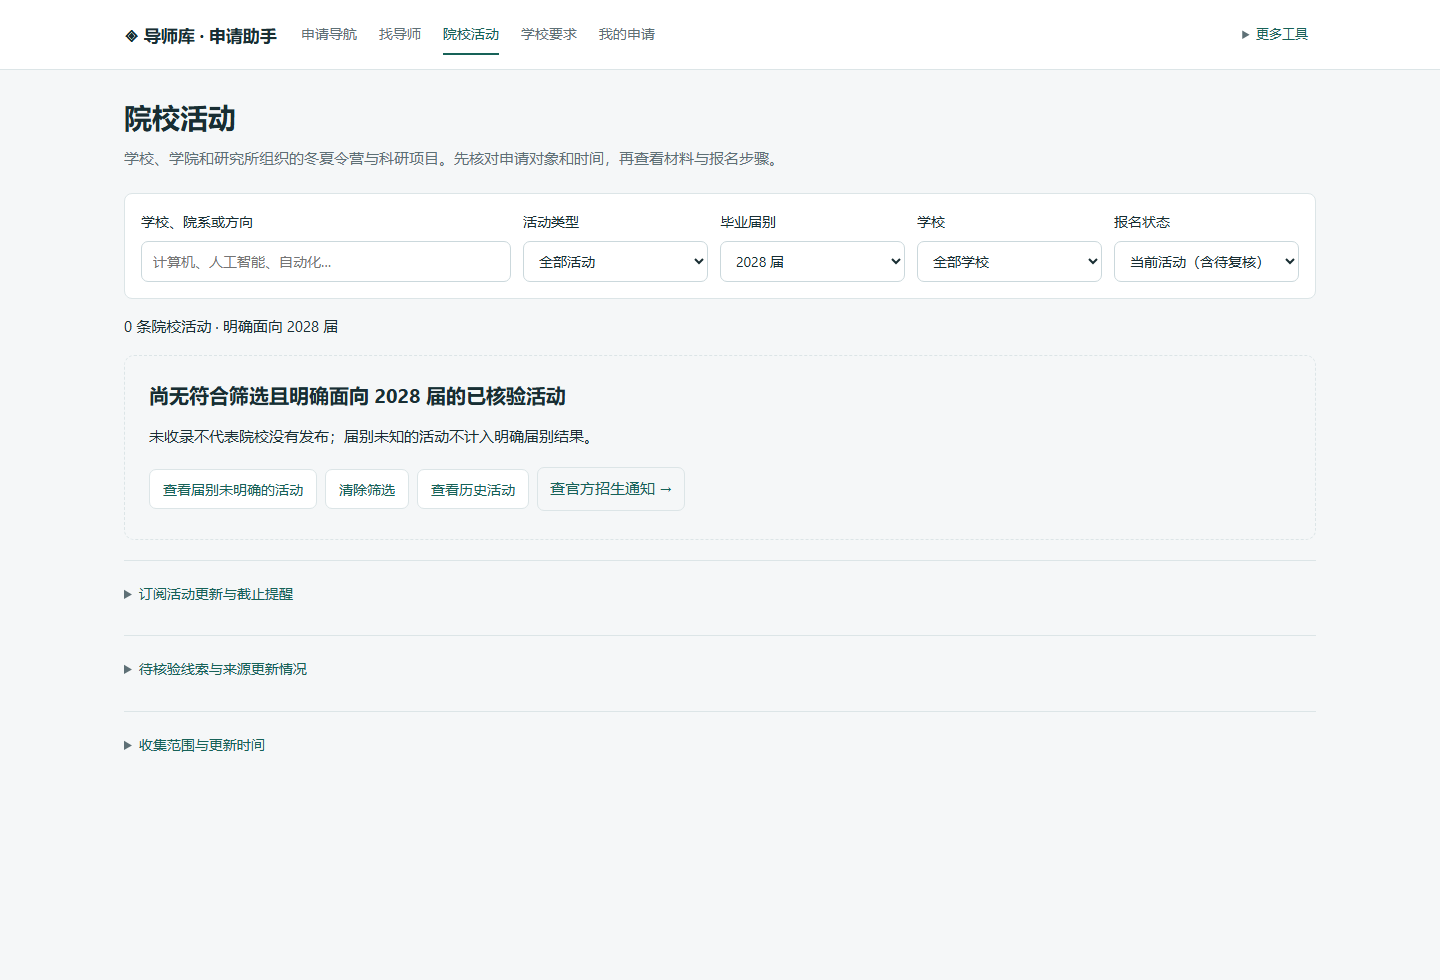 ◈ 导师库 · 申请助手 申请导航 找导师 院校活动 学校要求 我的申请 ▶ 更多工具
院校活动
学校、学院和研究所组织的冬夏令营与科研项目。先核对申请对象和时间，再查看材料与报名步骤。
学校、院系或方向 活动类型 毕业届别 学校 报名状态
计算机、人工智能、自动化... 全部活动 2028 届 全部学校 当前活动（含待复核）
0 条院校活动 · 明确面向 2028 届
尚无符合筛选且明确面向 2028 届的已核验活动
未收录不代表院校没有发布；届别未知的活动不计入明确届别结果。
查看届别未明确的活动 清除筛选 查看历史活动 查官方招生通知 →
▶ 订阅活动更新与截止提醒
▶ 待核验线索与来源更新情况
▶ 收集范围与更新时间